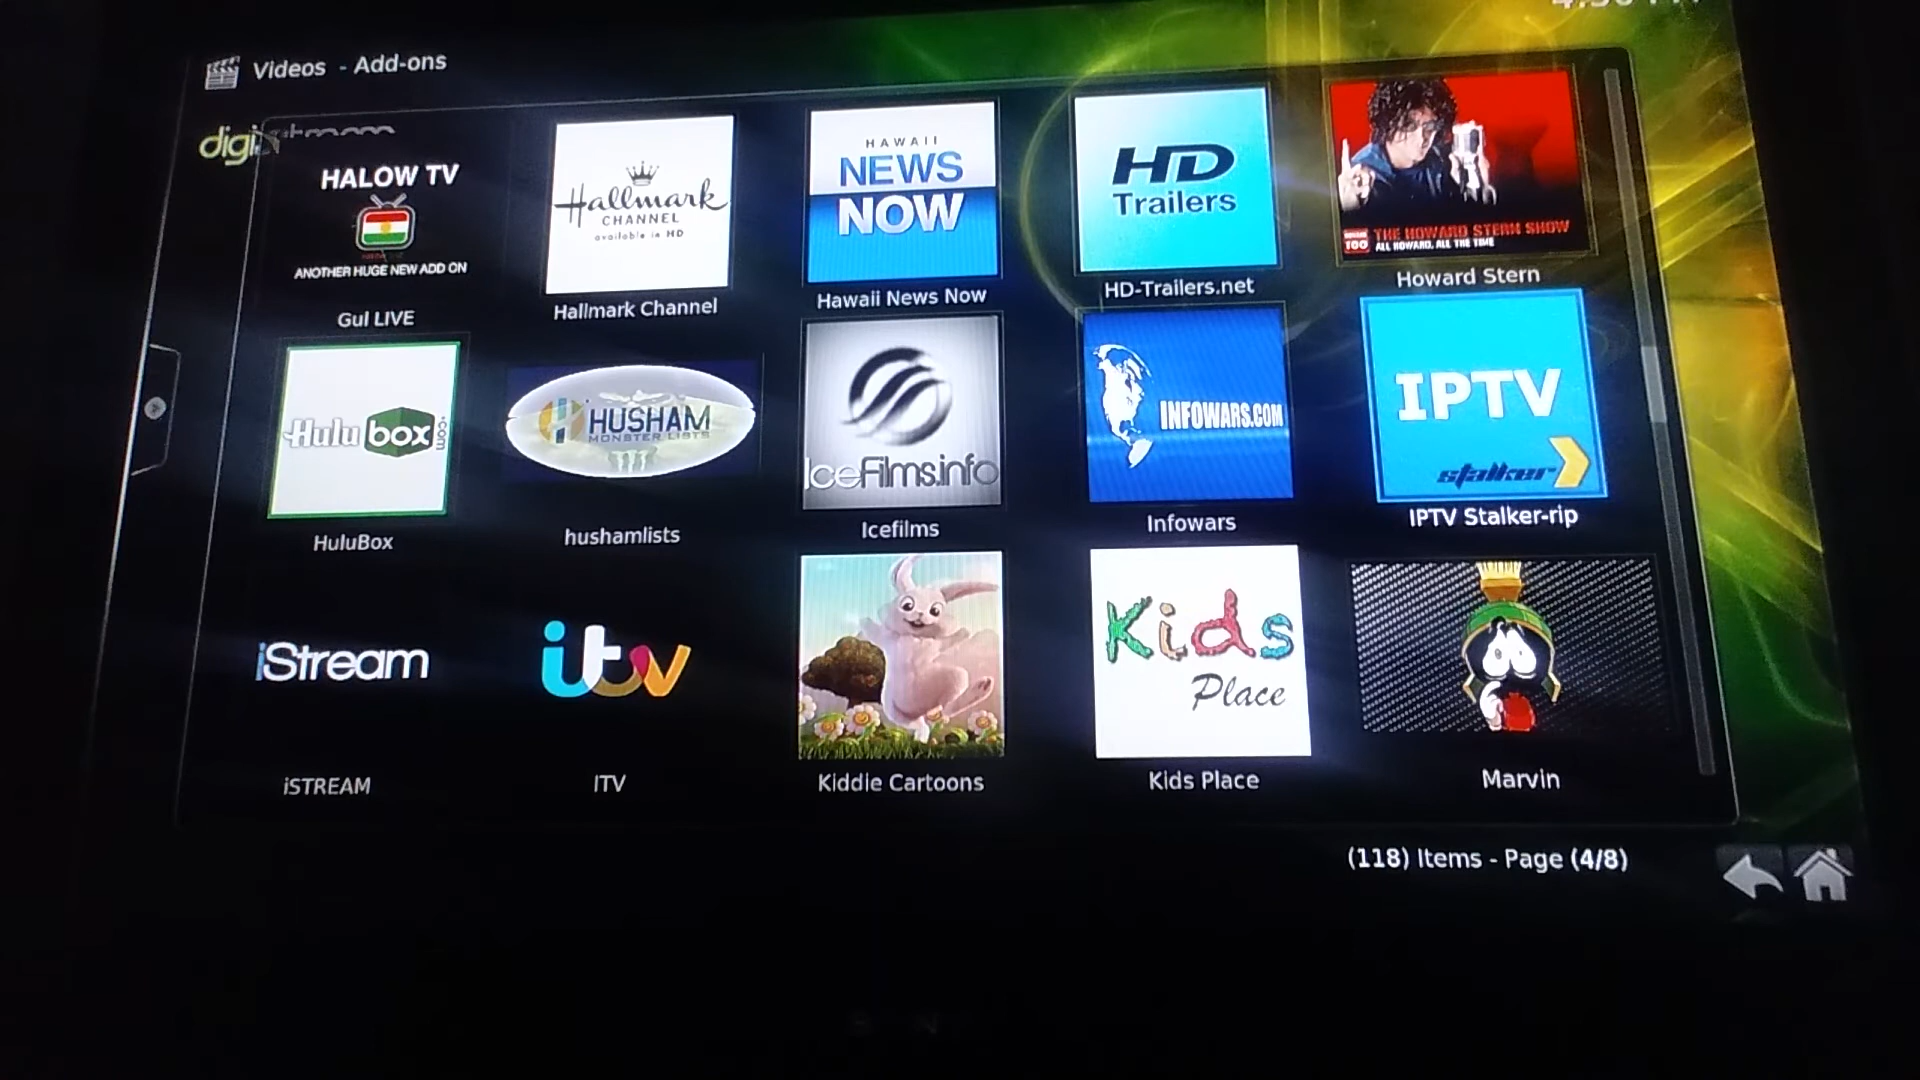 Videos - Add-ons
digi
HALOW TV
ANOTHER HUGE NEW ADD ON
Gul LIVE
Hallmark
CHANNEL
available in HD
Hallmark Channel
HAWAII
NEWS
NOW
Hawaii News Now
HD
Trailers
HD-Trailers.net
HOWARD
100
THE HOWARD STERN SHOW
ALL HOWARD, ALL THE TIME
Howard Stern
Hulu box.com
HuluBox
HUSHAM
MONSTER LISTS
hushamlists
IceFilms.info
Icefilms
INFOWARS.COM
Infowars
IPTV
stalker
IPTV Stalker-rip
iStream
iSTREAM
itv
ITV
Kiddie Cartoons
Kids
Place
Kids Place
Marvin
(118) Items - Page (4/8)